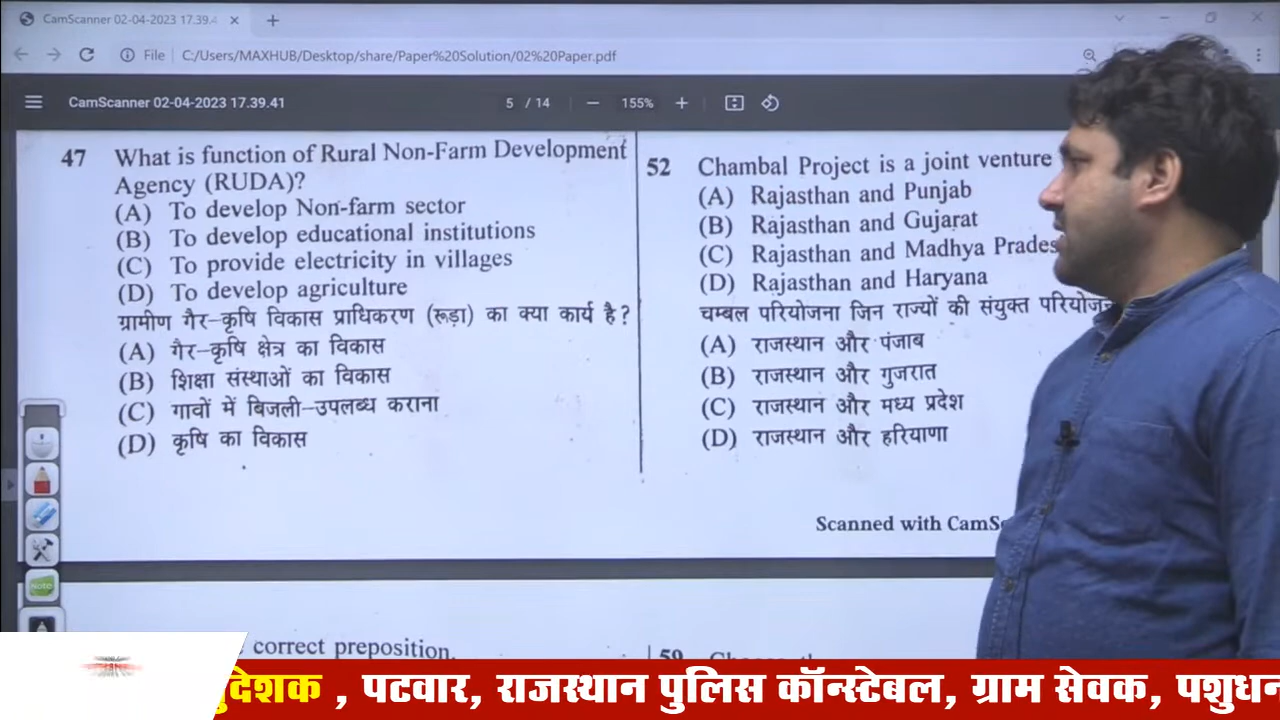 CamScanner 02-04-2023 17.39.4
File C:/Users/MAXHUB/Desktop/share/Paper%20Solution/02%20Paper.pdf
CamScanner 02-04-2023 17.39.41
5 / 14
155%
47 What is function of Rural Non-Farm Development
Agency (RUDA)?
(A) To develop Non-farm sector
(B) To develop educational institutions
(C) To provide electricity in villages
(D) To develop agriculture
ग्रामीण गैर-कृषि विकास प्राधिकरण (रूड़ा) का क्या कार्य है?
(A) गैर-कृषि क्षेत्र का विकास
(B) शिक्षा संस्थाओं का विकास
(C) गावों में बिजली-उपलब्ध कराना
(D) कृषि का विकास
52 Chambal Project is a joint venture
(A) Rajasthan and Punjab
(B) Rajasthan and Gujarat
(C) Rajasthan and Madhya Prades
(D) Rajasthan and Haryana
चम्बल परियोजना जिन राज्यों की संयुक्त
(A) राजस्थान और पंजाब
(B) राजस्थान और गुजरात
(C) राजस्थान और मध्य प्रदेश
(D) राजस्थान और हरियाणा
Scanned with
correct preposition.
59
Note
, पटवार, राजस्थान पुलिस कॉन्स्टेबल, ग्राम सेवक,